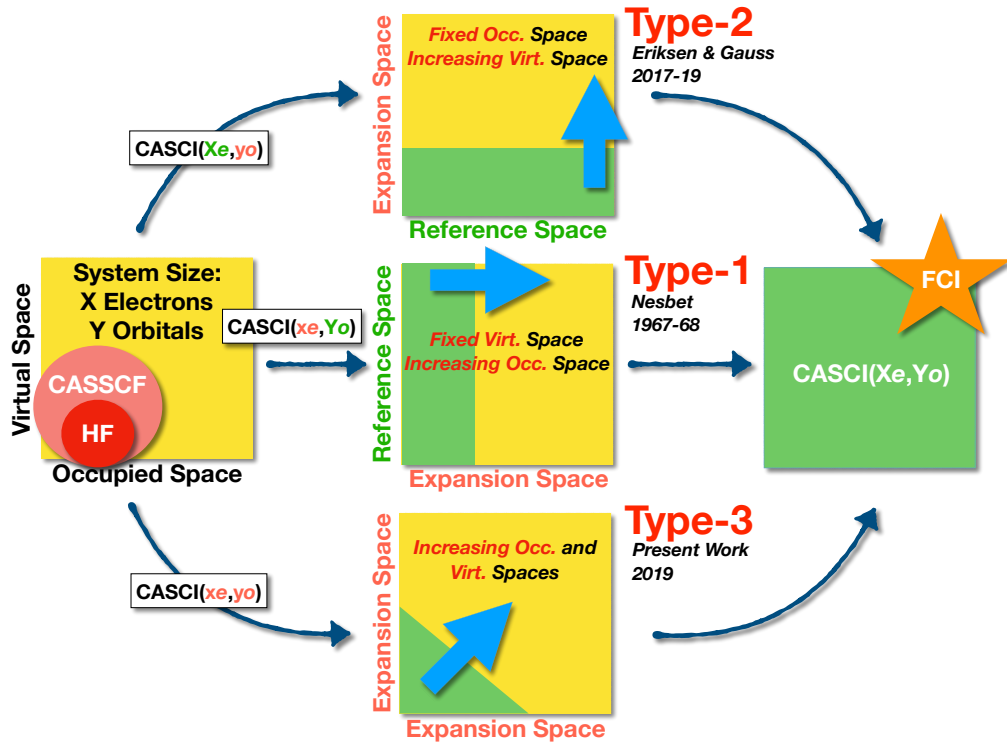 Type-2
Eriksen & Gauss
2017-19
Fixed Occ. Space
Increasing Virt. Space
Expansion Space
Reference Space
CASCI(Xe,yo)
System Size:
X Electrons
Y Orbitals
Virtual Space
CASSCF
HF
Occupied Space
CASCI(xe,Yo)
Reference Space
Fixed Virt. Space
Increasing Occ. Space
Expansion Space
Type-1
Nesbet
1967-68
FCI
CASCI(Xe,Yo)
CASCI(xe,yo)
Expansion Space
Increasing Occ. and
Virt. Spaces
Expansion Space
Type-3
Present Work
2019